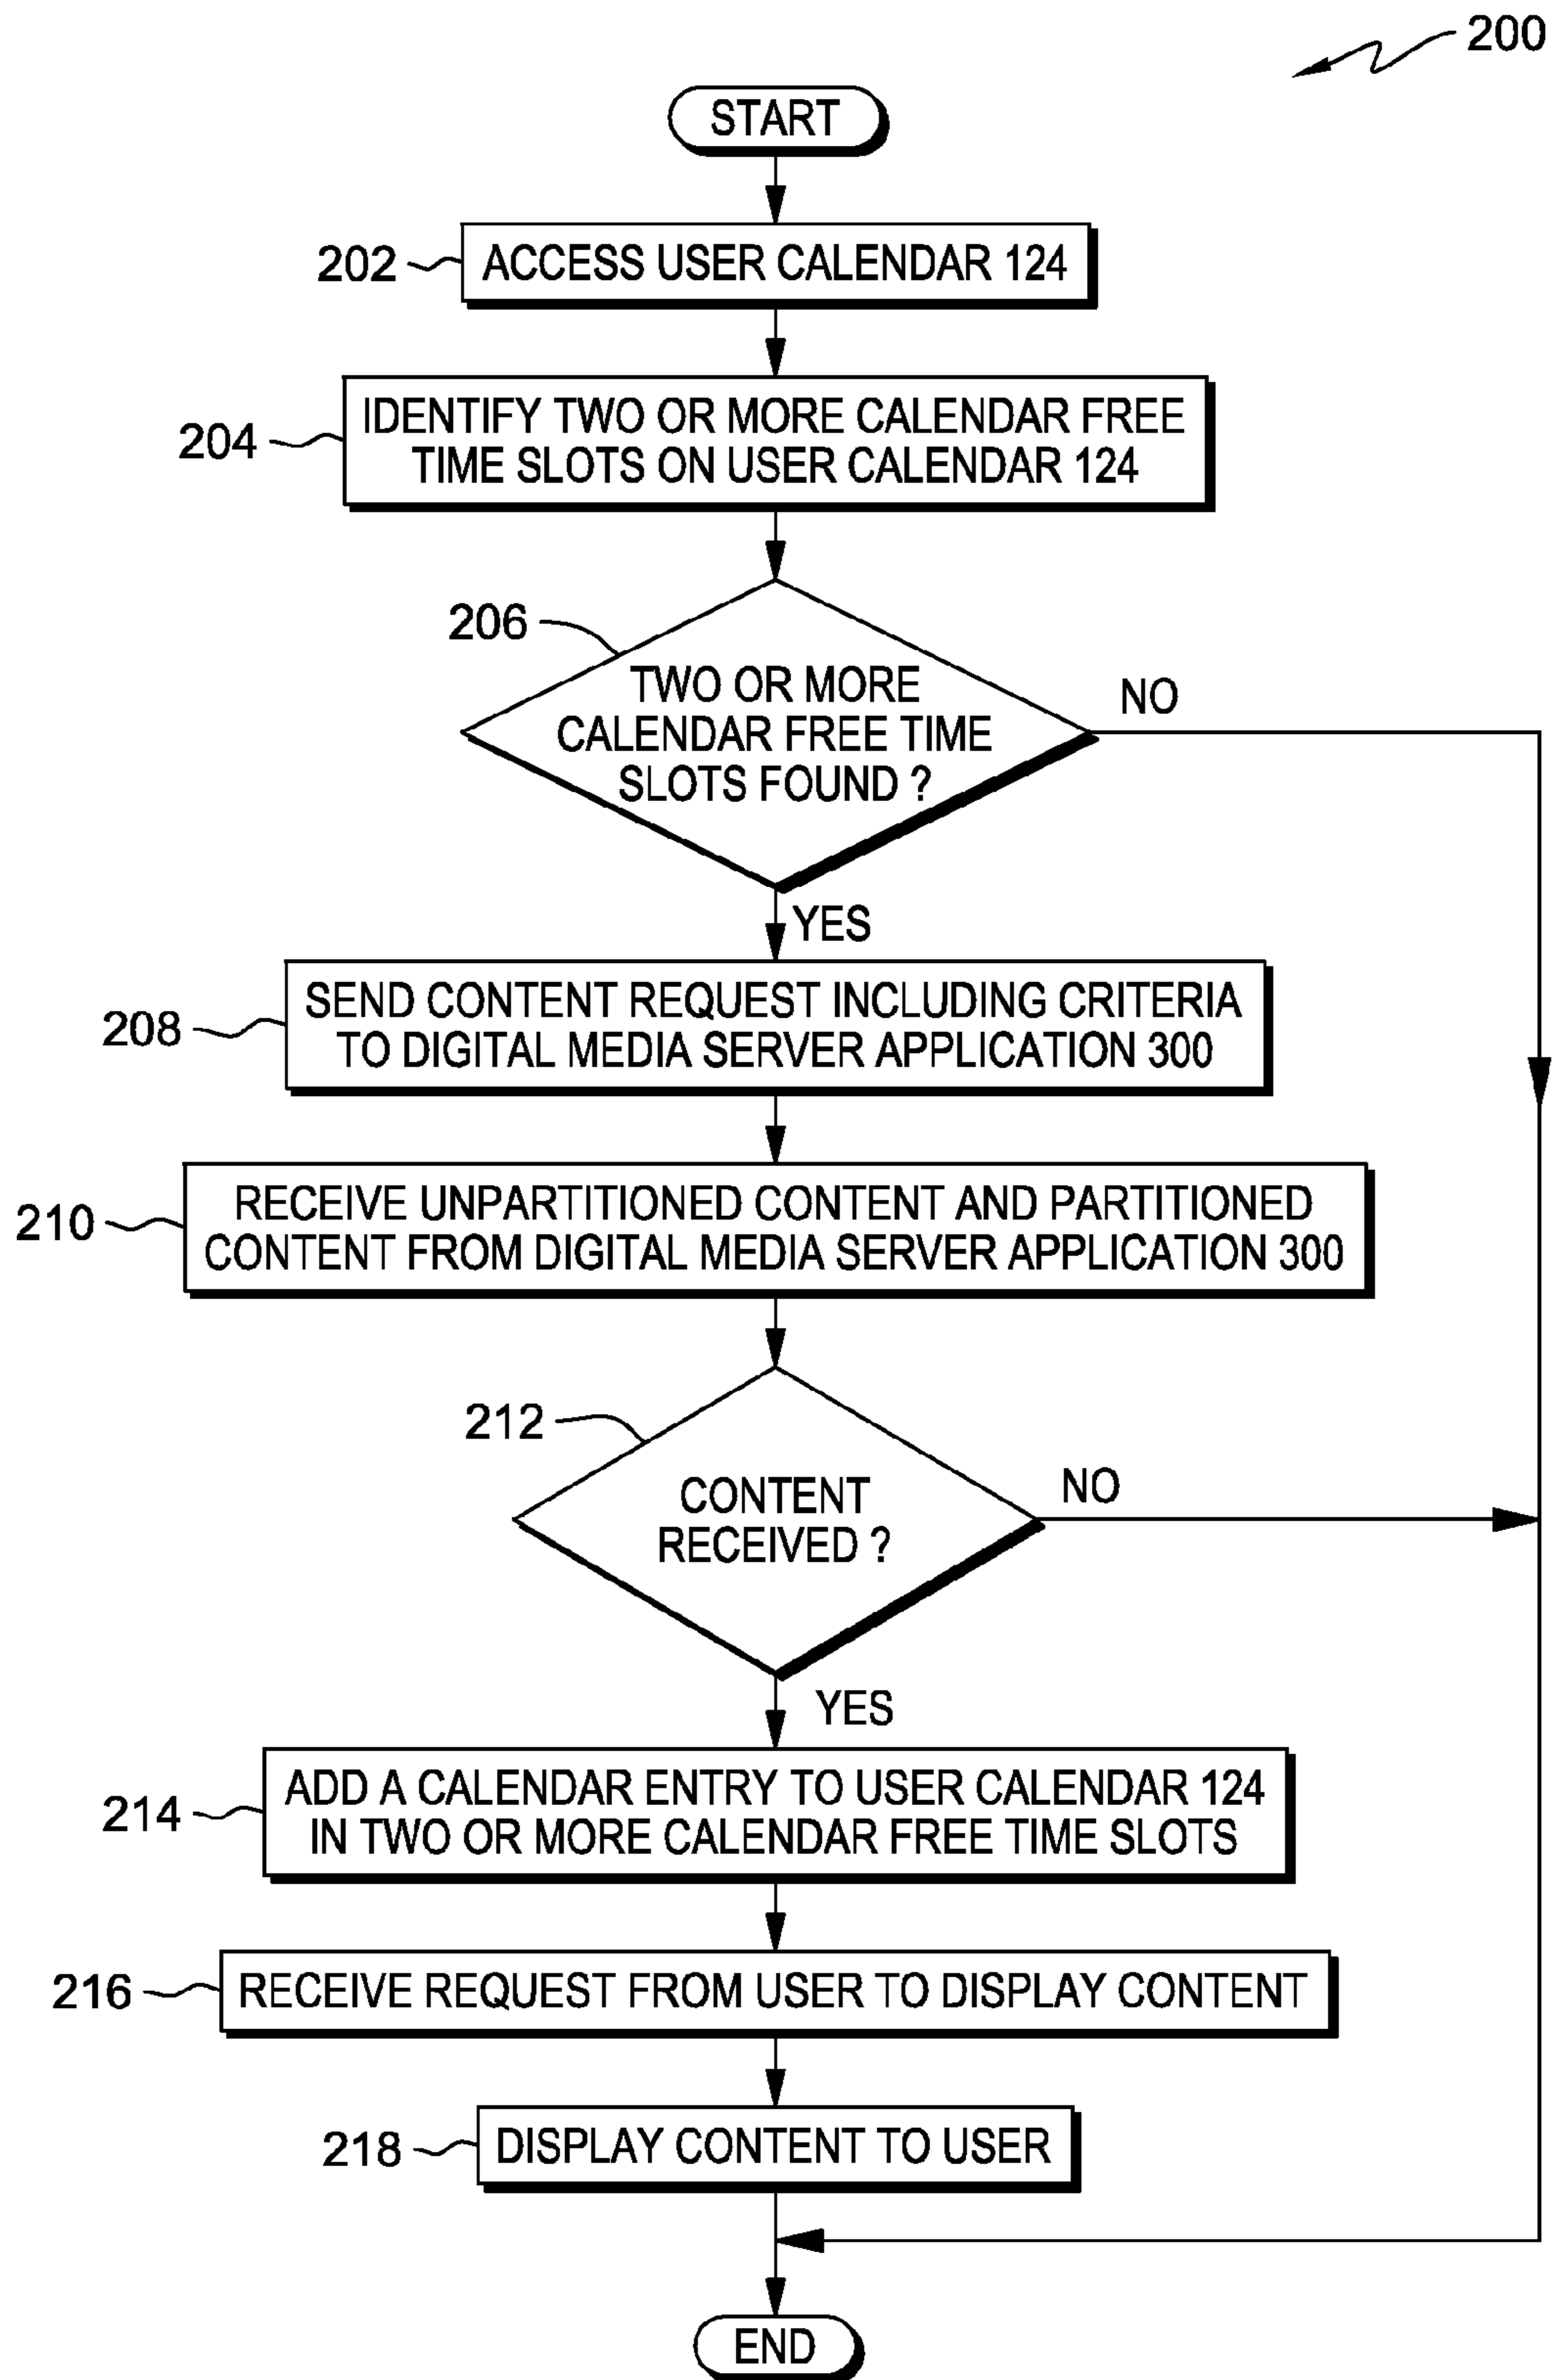 200
START
202
ACCESS USER CALENDAR 124
204
IDENTIFY TWO OR MORE CALENDAR FREE
TIME SLOTS ON USER CALENDAR 124
206
TWO OR MORE
CALENDAR FREE TIME
SLOTS FOUND ?
NO
YES
208
SEND CONTENT REQUEST INCLUDING CRITERIA
TO DIGITAL MEDIA SERVER APPLICATION 300
210
RECEIVE UNPARTITIONED CONTENT AND PARTITIONED
CONTENT FROM DIGITAL MEDIA SERVER APPLICATION 300
212
CONTENT
RECEIVED ?
NO
YES
214
ADD A CALENDAR ENTRY TO USER CALENDAR 124
IN TWO OR MORE CALENDAR FREE TIME SLOTS
216
RECEIVE REQUEST FROM USER TO DISPLAY CONTENT
218
DISPLAY CONTENT TO USER
END